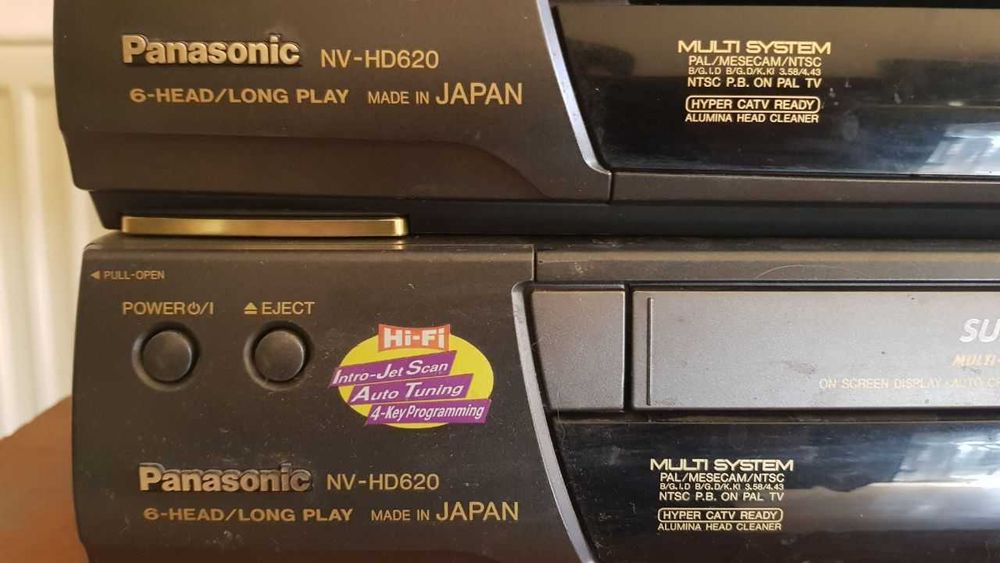 Panasonic NV-HD620
6-HEAD/LONG PLAY MADE IN JAPAN
MULTI SYSTEM
PAL/MESECAM/NTSC
B/G.I.D B/G.D/K.KI 3.58/4.43
NTSC P.B. ON PAL TV
HYPER CATV READY
ALUMINA HEAD CLEANER
◀ PULL-OPEN
POWER⏻/I ⏏EJECT
Hi-Fi
Intro-Jet Scan
Auto Tuning
4-Key Programming
SU
MULTI
ON SCREEN DISPLAY • AUTO C
Panasonic NV-HD620
6-HEAD/LONG PLAY MADE IN JAPAN
MULTI SYSTEM
PAL/MESECAM/NTSC
B/G.I.D B/G.D/K.KI 3.58/4.43
NTSC P.B. ON PAL TV
HYPER CATV READY
ALUMINA HEAD CLEANER